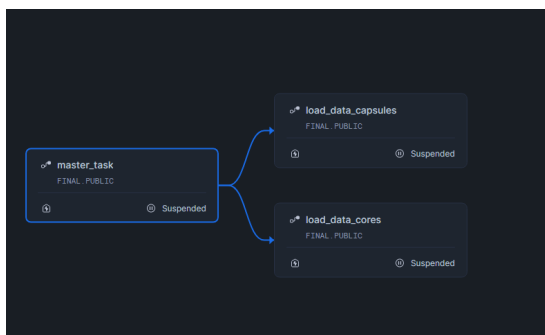 master_task
FINAL.PUBLIC
Suspended
load_data_capsules
FINAL.PUBLIC
Suspended
load_data_cores
FINAL.PUBLIC
Suspended